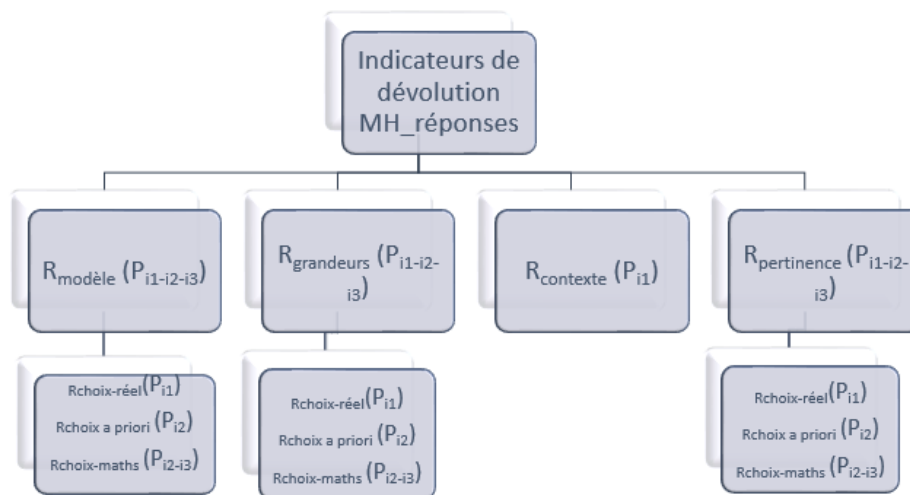 Indicateurs de
dévolution
MH_réponses
Rmodèle (Pi1-i2-i3)
Rgrandeurs (Pi1-i2-
i3)
Rcontexte (Pi1)
Rpertinence (Pi1-i2-
i3)
Rchoix-réel(Pi1)
Rchoix a priori (Pi2)
Rchoix-maths (Pi2-i3)
Rchoix-réel(Pi1)
Rchoix a priori (Pi2)
Rchoix-maths (Pi2-i3)
Rchoix-réel(Pi1)
Rchoix a priori (Pi2)
Rchoix-maths (Pi2-i3)